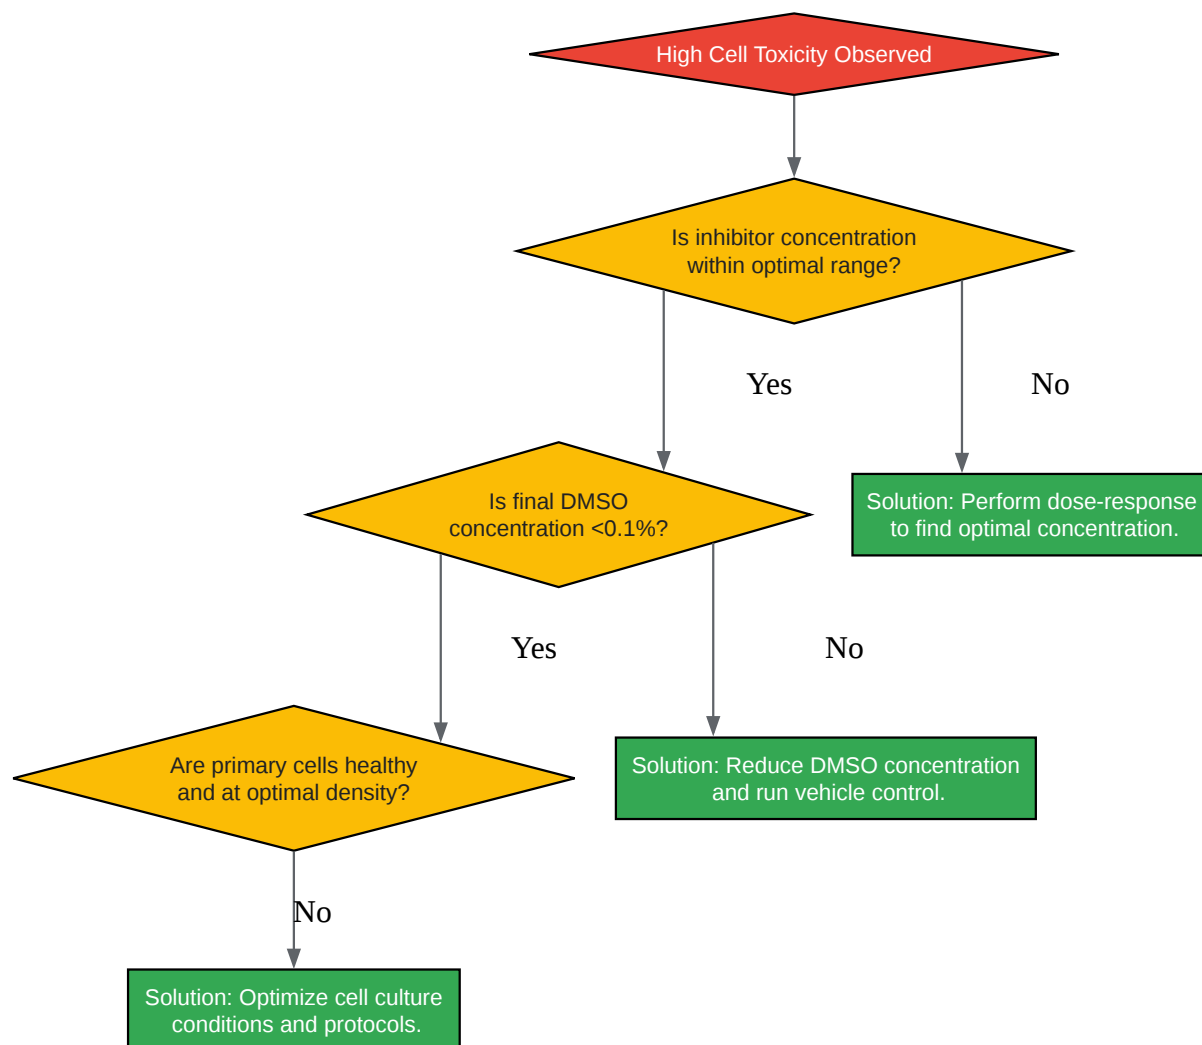 High Cell Toxicity Observed
Is inhibitor concentration
within optimal range?
Yes
No
Is final DMSO
concentration <0.1%?
Solution: Perform dose-response
to find optimal concentration.
Yes
No
Are primary cells healthy
and at optimal density?
Solution: Reduce DMSO concentration
and run vehicle control.
No
Solution: Optimize cell culture
conditions and protocols.